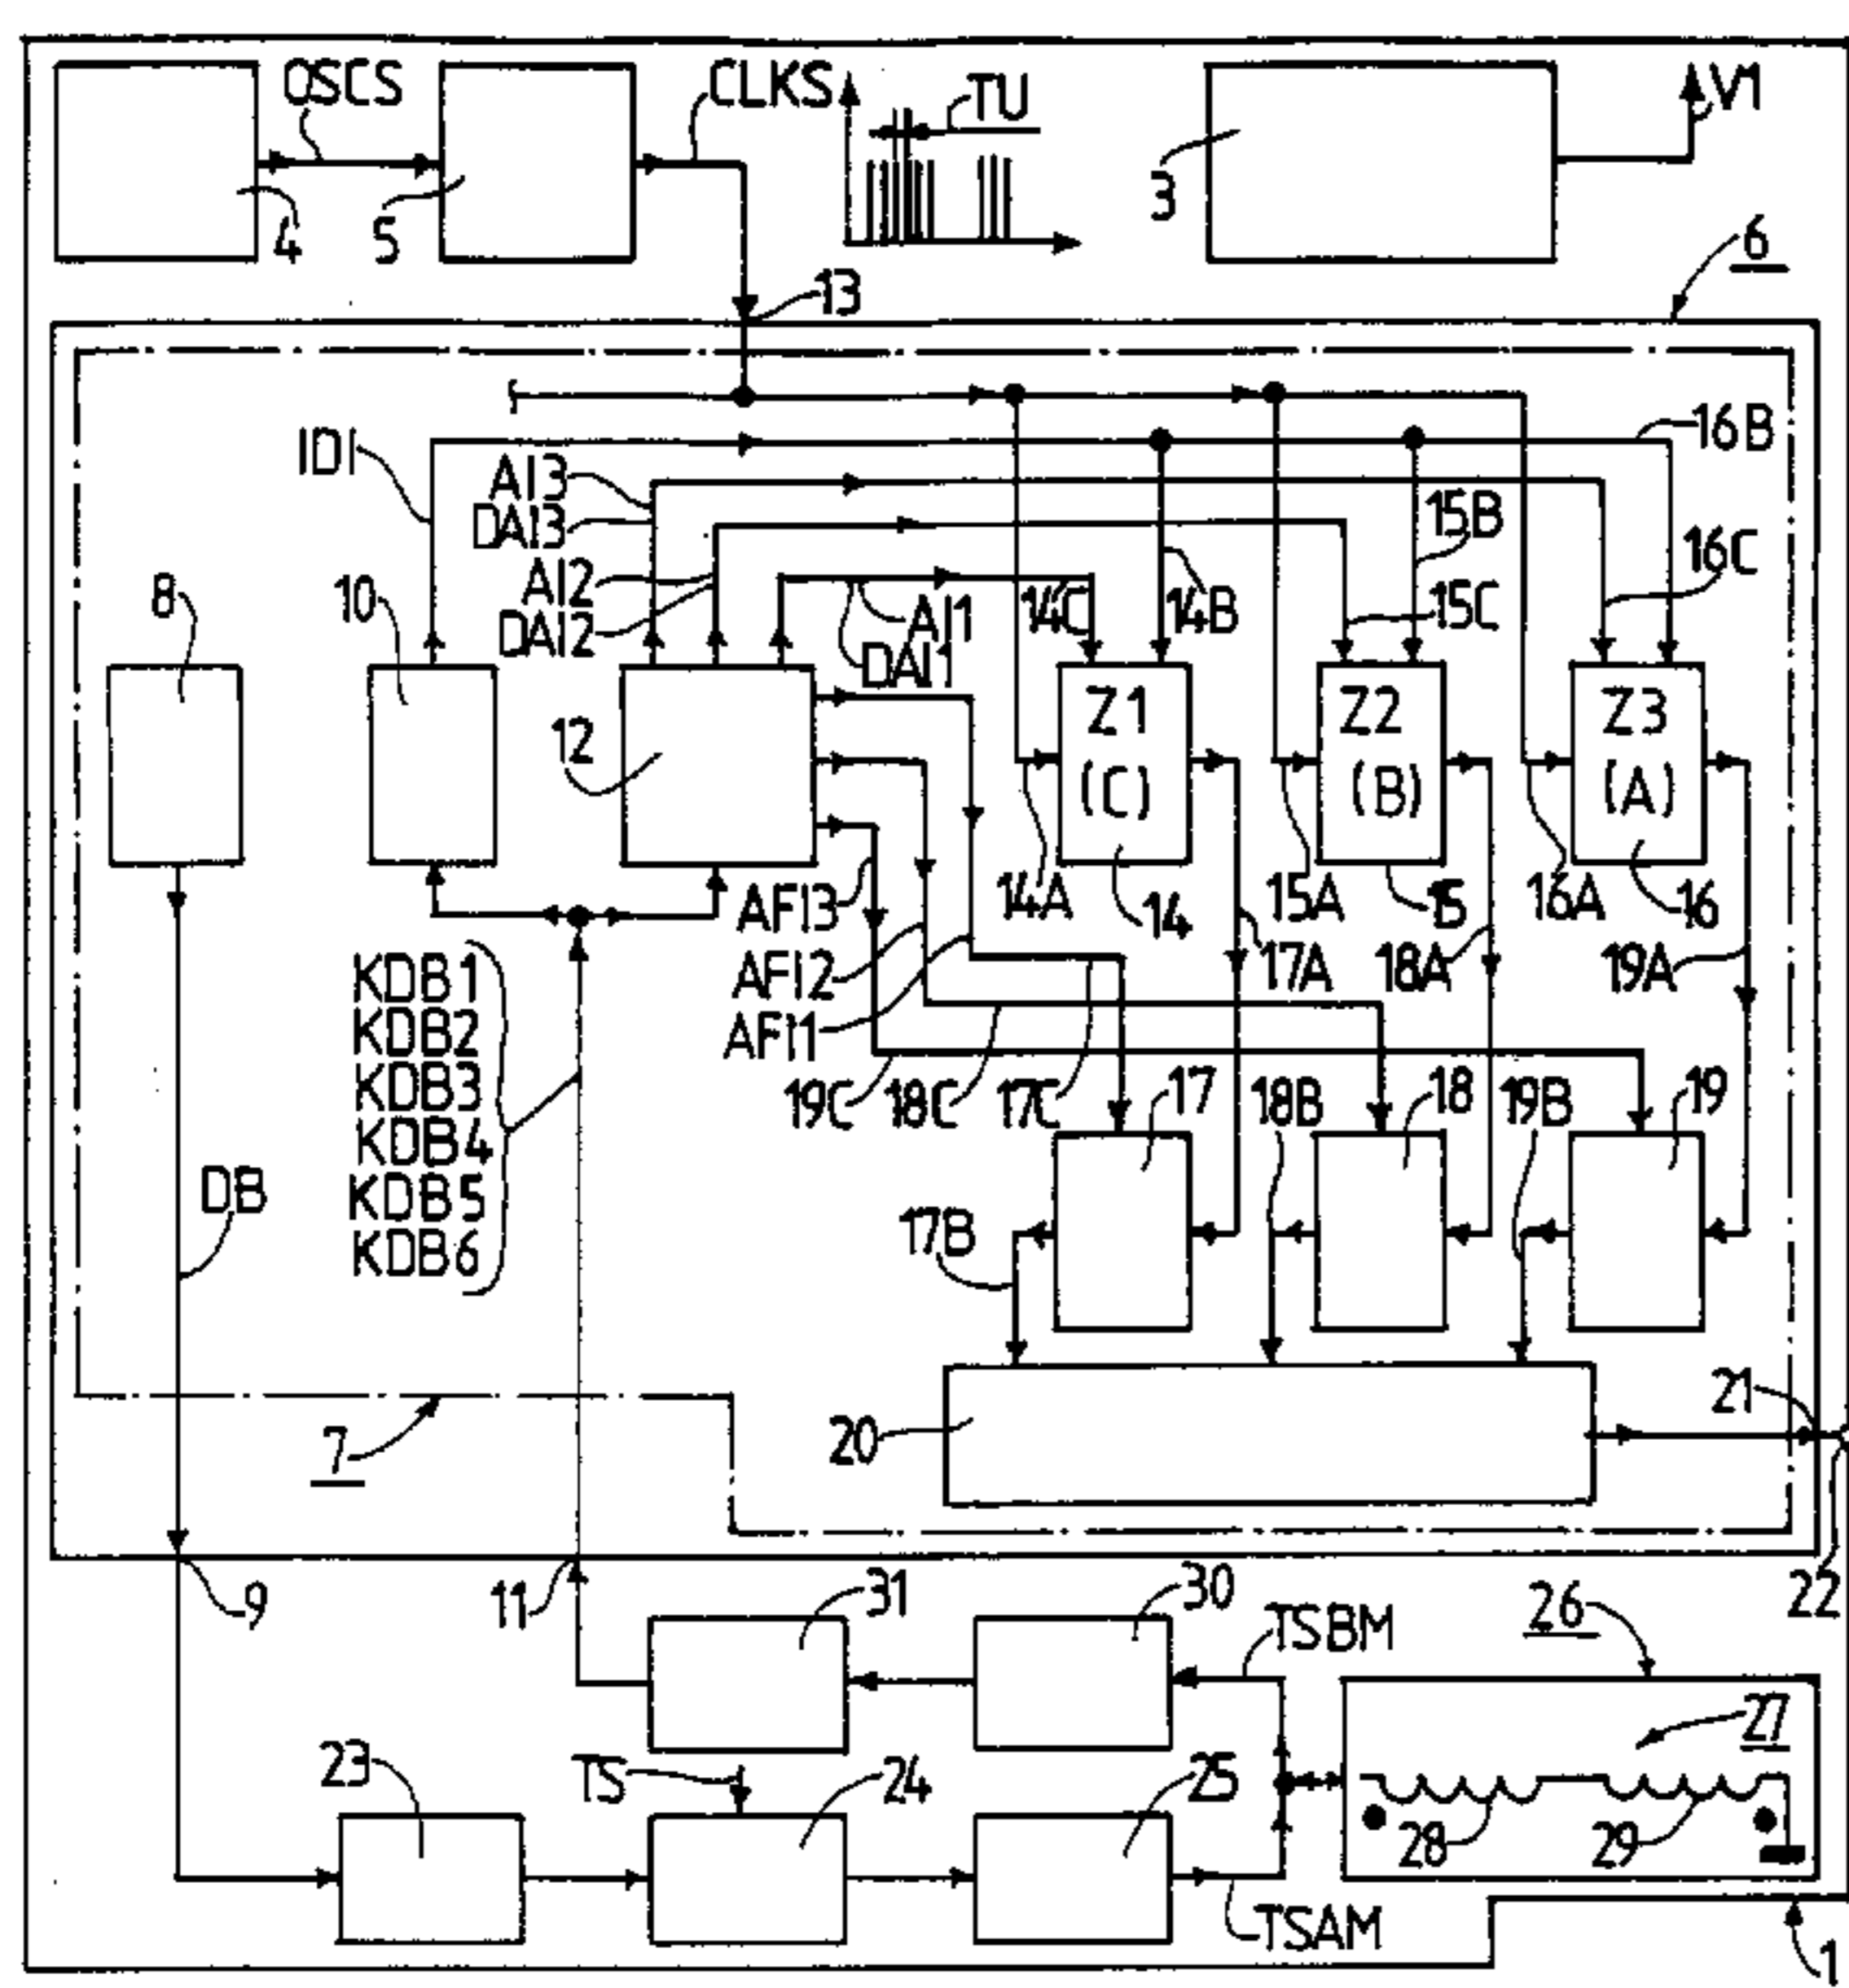 OSCS
CLKS
TU
V1
4
5
3
6
13
ID1
AI3
DAI3
AI2
DAI2
AI1
DAI1
14C
14B
15B
15C
16B
16C
8
10
12
Z1
(C)
Z2
(B)
Z3
(A)
14A
14
15A
15
16A
16
AFI3
AFI2
AFI1
17A
18A
19A
KDB1
KDB2
KDB3
KDB4
KDB5
KDB6
DB
19C
18C
17C
17
18B
18
19B
19
17B
20
21
7
9
11
22
31
30
TSBM
26
27
23
TS
24
25
28
29
TSAM
1